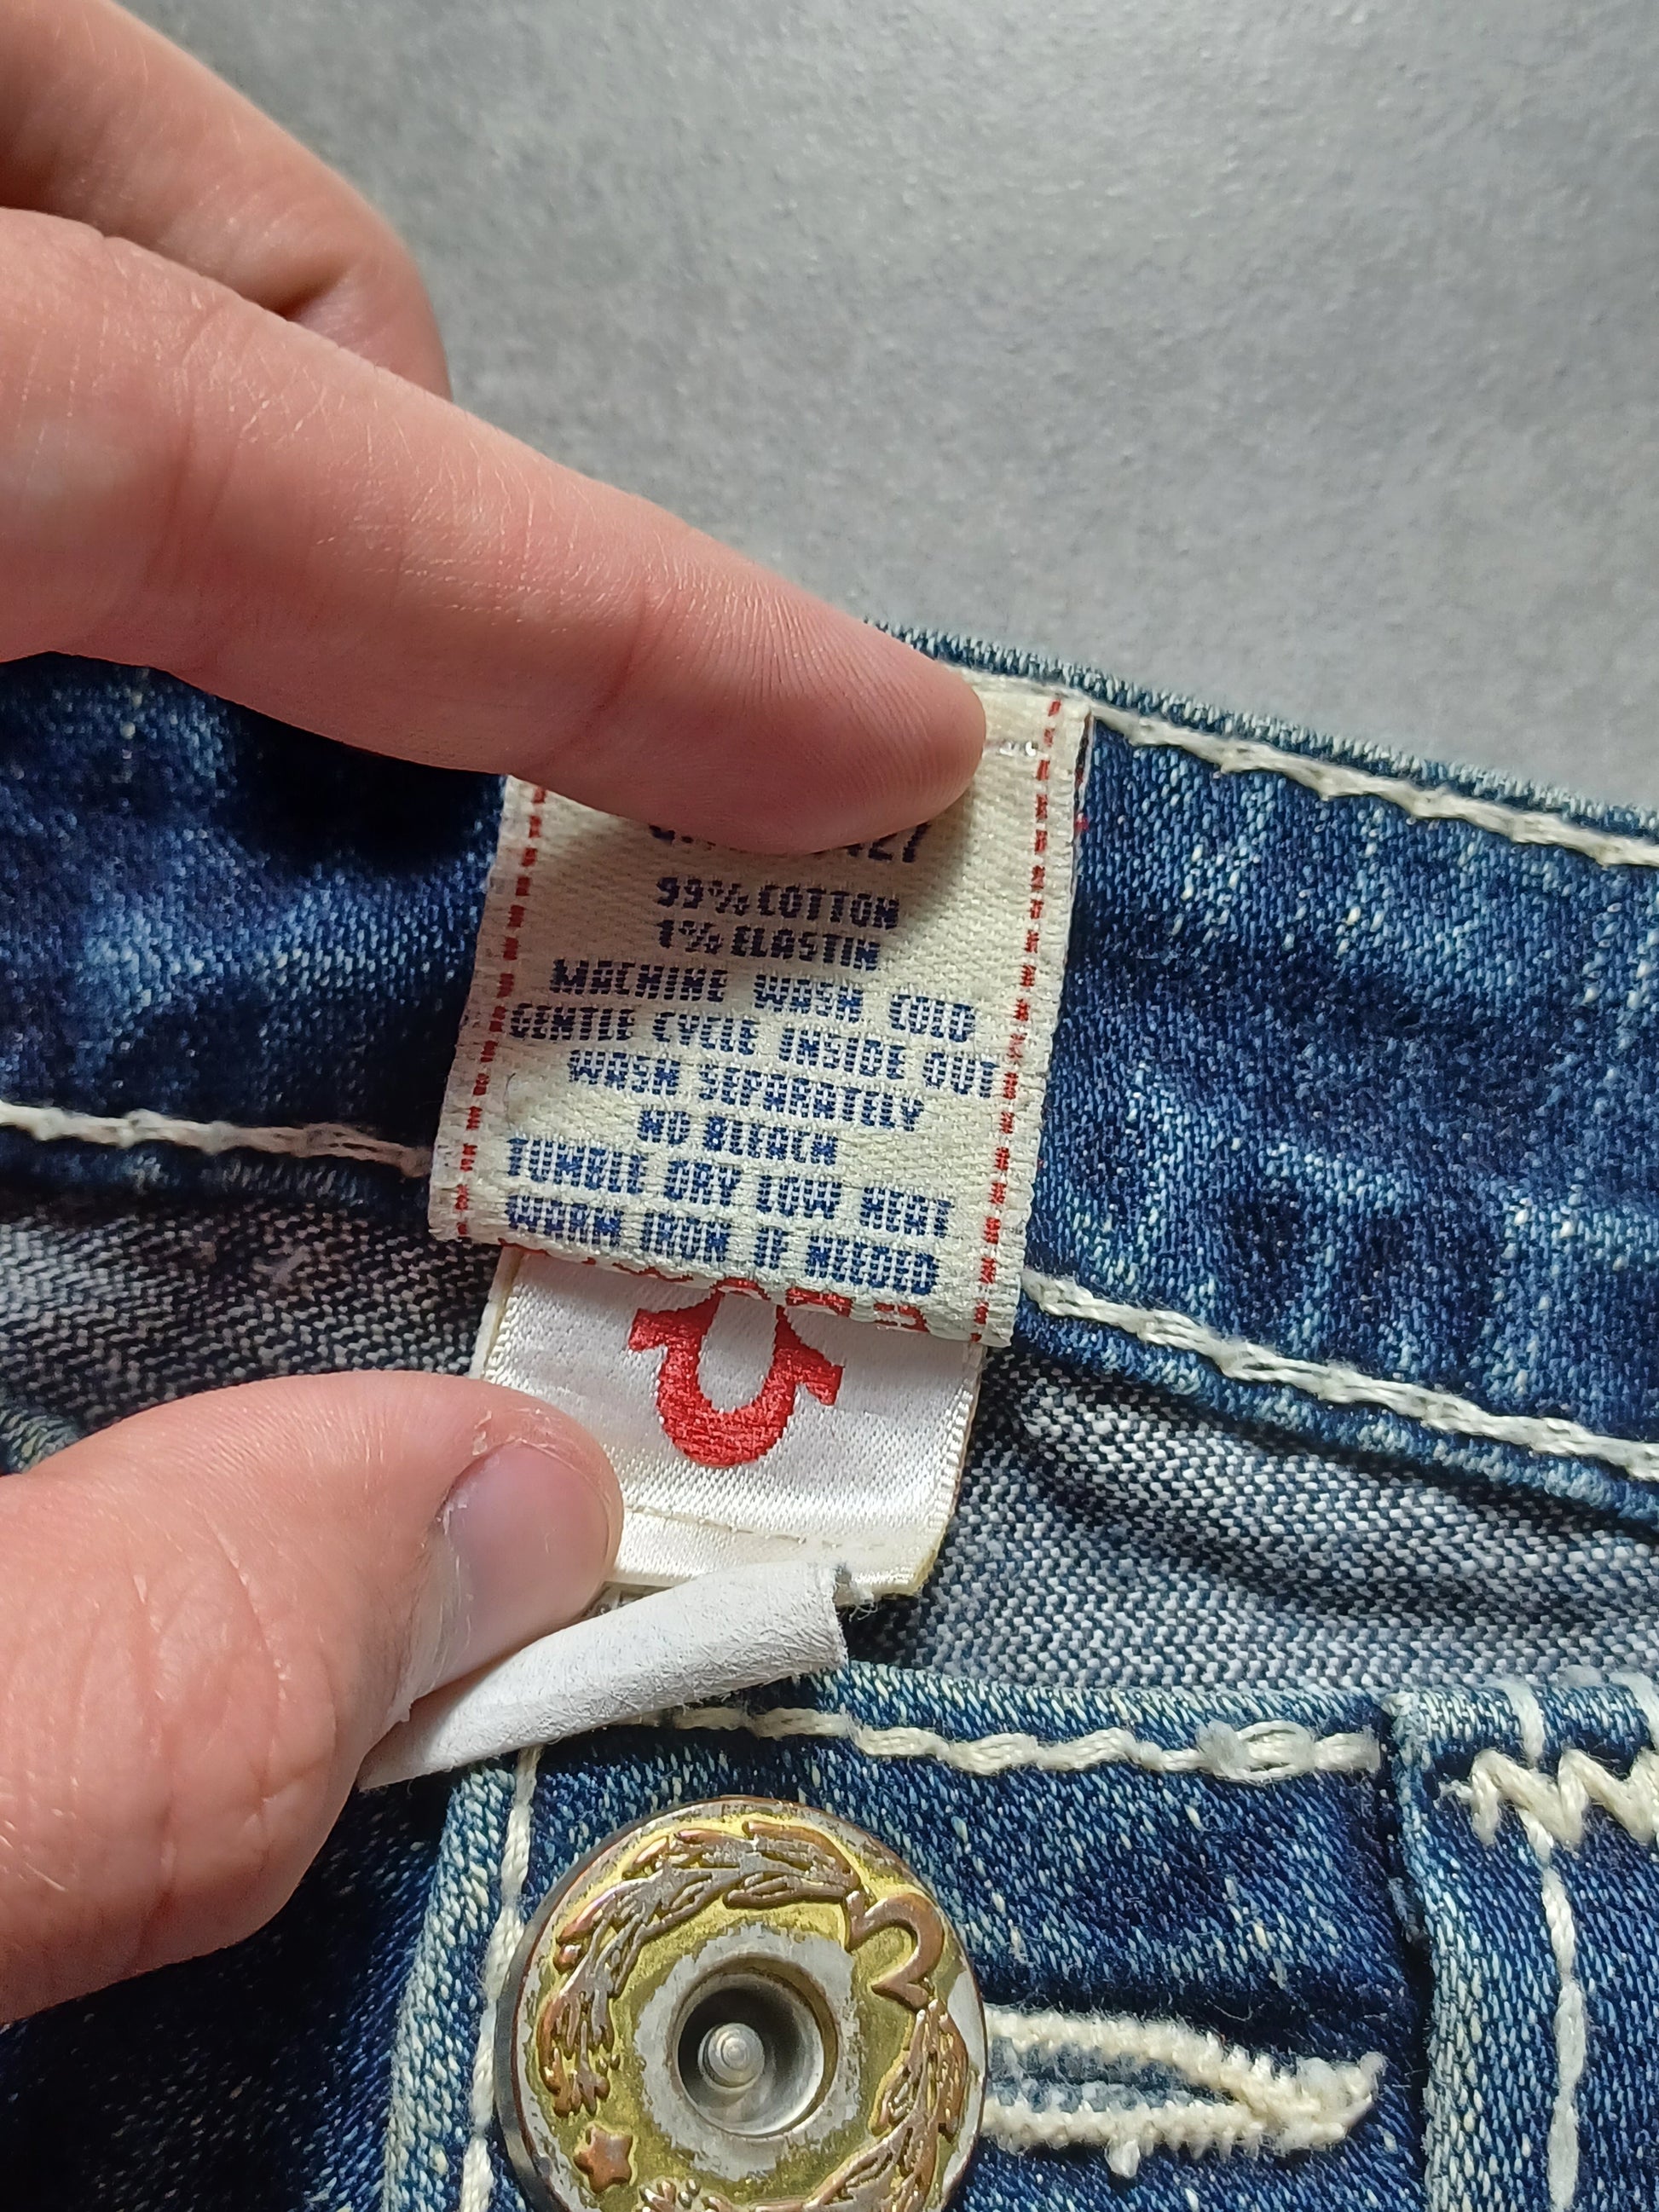 99% COTTON
1% ELASTIN
MACHINE WASH COLD
GENTLE CYCLE INSIDE OUT
WASH SEPARATELY
NO BLEACH
TUMBLE DRY LOW HEAT
WARM IRON IF NEEDED